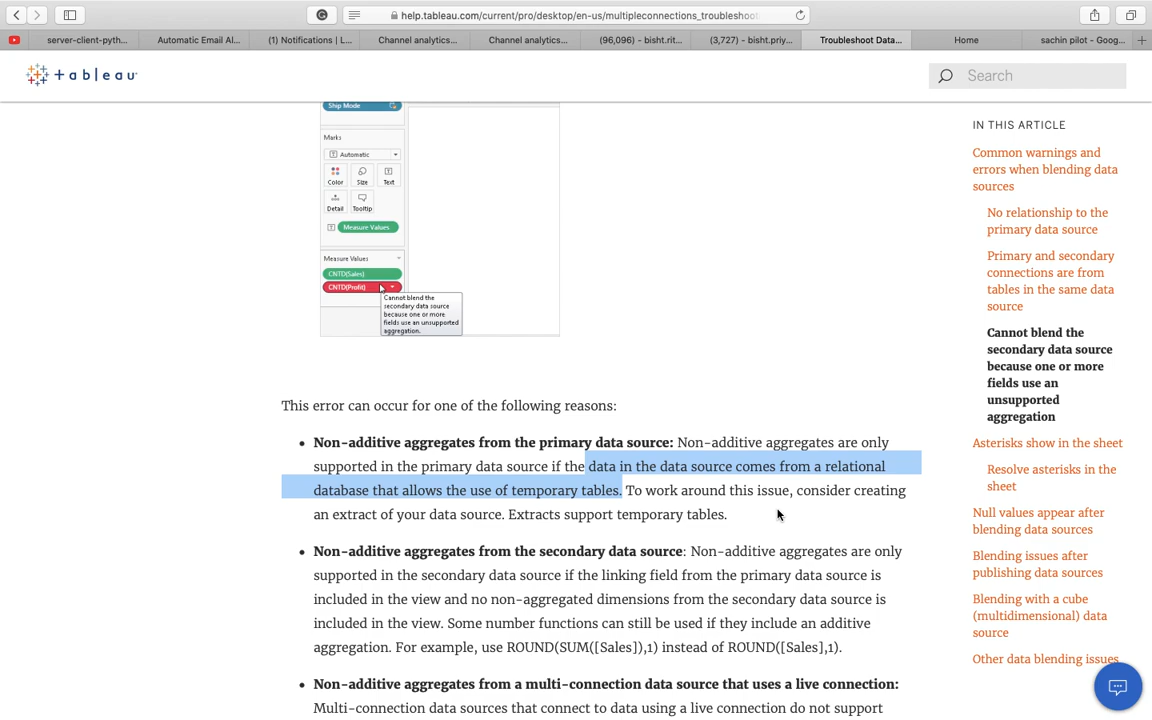 help.tableau.com/current/pro/desktop/en-us/multipleconnections_troubleshoot
server-client-pyth...
Automatic Email Al...
(1) Notifications | L...
Channel analytics...
Channel analytics...
(96,096) - bisht.rit...
(3,727) - bisht.priy...
Troubleshoot Data...
Home
sachin pilot - Goog...
+ableau
Search
Ship Mode
Marks
Automatic
Color
Size
Text
Detail
Tooltip
Measure Values
Measure Values
CNTD(Sales)
CNTD(Profit)
Cannot blend the
secondary data source
because one or more
fields use an unsupported
aggregation.
This error can occur for one of the following reasons:
• Non-additive aggregates from the primary data source: Non-additive aggregates are only
supported in the primary data source if the data in the data source comes from a relational
database that allows the use of temporary tables. To work around this issue, consider creating
an extract of your data source. Extracts support temporary tables.
• Non-additive aggregates from the secondary data source: Non-additive aggregates are only
supported in the secondary data source if the linking field from the primary data source is
included in the view and no non-aggregated dimensions from the secondary data source is
included in the view. Some number functions can still be used if they include an additive
aggregation. For example, use ROUND(SUM([Sales]),1) instead of ROUND([Sales],1).
• Non-additive aggregates from a multi-connection data source that uses a live connection:
Multi-connection data sources that connect to data using a live connection do not support
IN THIS ARTICLE
Common warnings and
errors when blending data
sources
No relationship to the
primary data source
Primary and secondary
connections are from
tables in the same data
source
Cannot blend the
secondary data source
because one or more
fields use an
unsupported
aggregation
Asterisks show in the sheet
Resolve asterisks in the
sheet
Null values appear after
blending data sources
Blending issues after
publishing data sources
Blending with a cube
(multidimensional) data
source
Other data blending issues